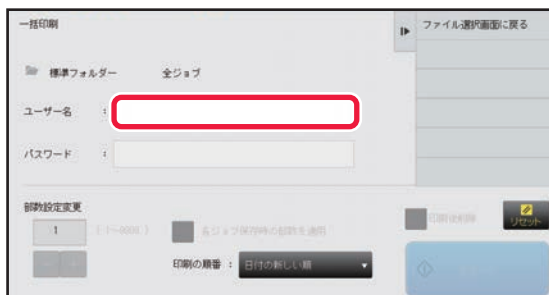 一括印刷
ファイル選択画面に戻る
標準フォルダー 全ジョブ
ユーザー名 :
パスワード :
部数設定変更
1
各ジョブ保存時の部数を適用
印刷後削除
リセット
印刷の順番 : 日付の新しい順